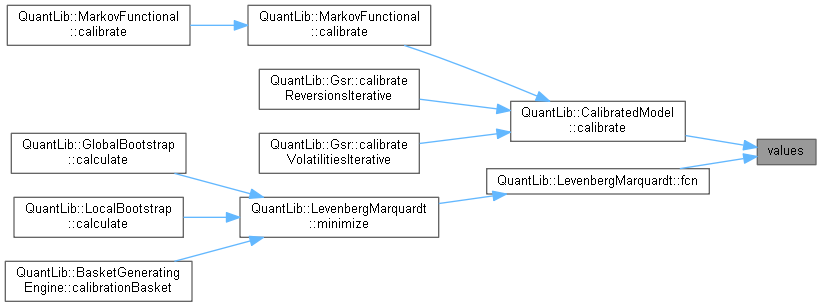 QuantLib::MarkovFunctional
::calibrate
QuantLib::MarkovFunctional
::calibrate
QuantLib::Gsr::calibrate
ReversionsIterative
QuantLib::CalibratedModel
::calibrate
QuantLib::GlobalBootstrap
::calculate
QuantLib::Gsr::calibrate
VolatilitiesIterative
values
QuantLib::LevenbergMarquardt::fcn
QuantLib::LocalBootstrap
::calculate
QuantLib::LevenbergMarquardt
::minimize
QuantLib::BasketGenerating
Engine::calibrationBasket